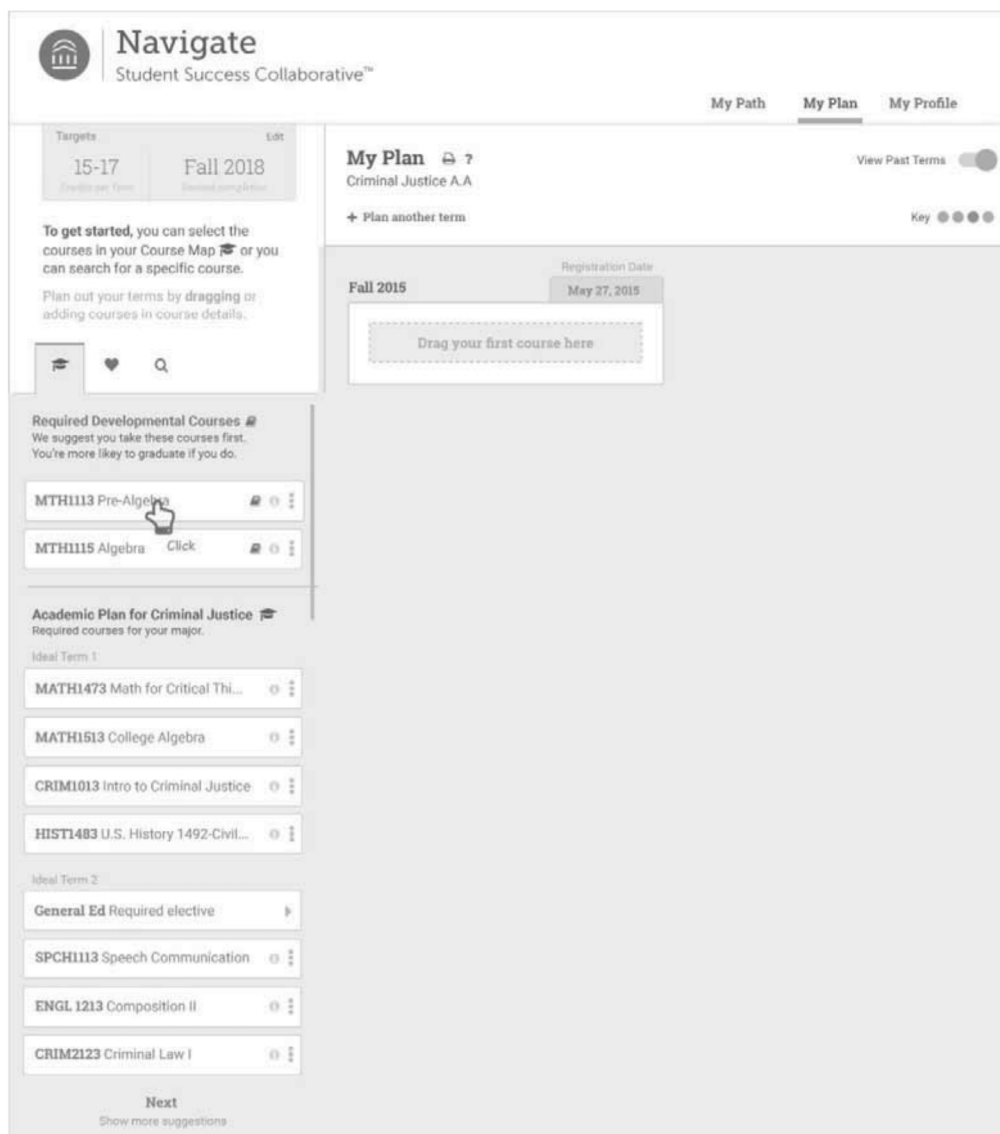 Navigate
Student Success Collaborative™
My Path My Plan My Profile
Targets Edit
15-17 Fall 2018
Credits per Term
To get started, you can select the
courses in your Course Map or you
can search for a specific course.
Plan out your terms by dragging or
adding courses in course details.
My Plan ?
Criminal Justice A.A
View Past Terms
+ Plan another term
Key
Registration Date
Fall 2015 May 27, 2015
Drag your first course here
Required Developmental Courses
We suggest you take these courses first.
You're more likey to graduate if you do.
MTH1113 Pre-Algebra
Click
MTH1115 Algebra
Academic Plan for Criminal Justice
Required courses for your major.
Ideal Term 1
MATH1473 Math for Critical Thi...
MATH1513 College Algebra
CRIM1013 Intro to Criminal Justice
HIST1483 U.S. History 1492-Civil...
Ideal Term 2
General Ed Required elective
SPCH1113 Speech Communication
ENGL 1213 Composition II
CRIM2123 Criminal Law I
Next
Show more suggestions